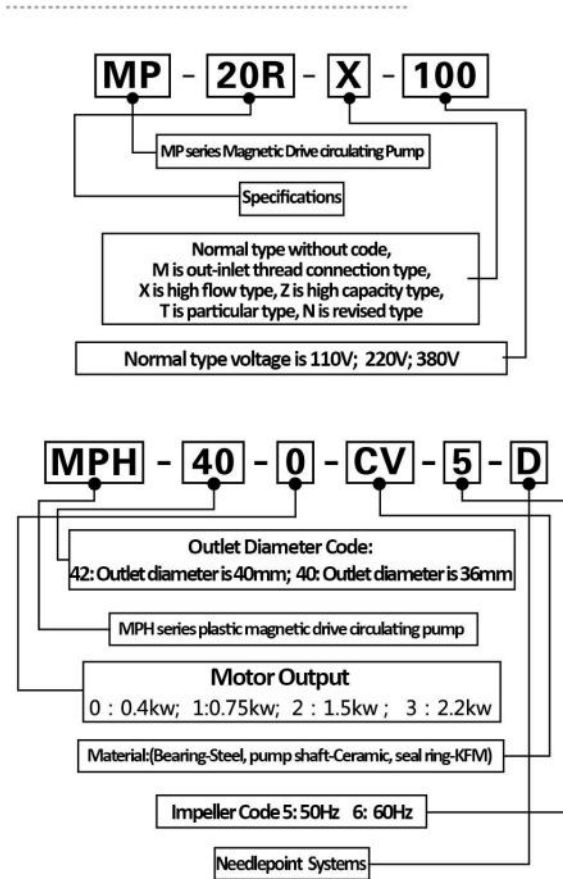 MP - 20R - X - 100
MP series Magnetic Drive circulating Pump
Specifications
Normal type without code,
M is out-inlet thread connection type,
X is high flow type, Z is high capacity type,
T is particular type, N is revised type
Normal type voltage is 110V; 220V; 380V
MPH - 40 - 0 - CV - 5 - D
Outlet Diameter Code:
42: Outlet diameter is 40mm; 40: Outlet diameter is 36mm
MPH series plastic magnetic drive circulating pump
Motor Output
0 : 0.4kw; 1:0.75kw; 2 : 1.5kw ; 3 : 2.2kw
Material:(Bearing-Steel, pump shaft-Ceramic, seal ring-KFM)
Impeller Code 5: 50Hz 6: 60Hz
Needlepoint Systems